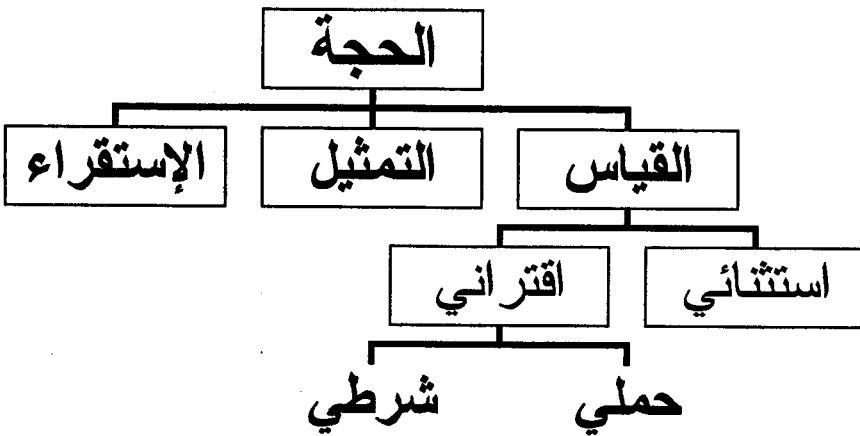 الحجة
القياس
التمثيل
الإستقراء
استثنائي
اقتراني
حملي
شرطي